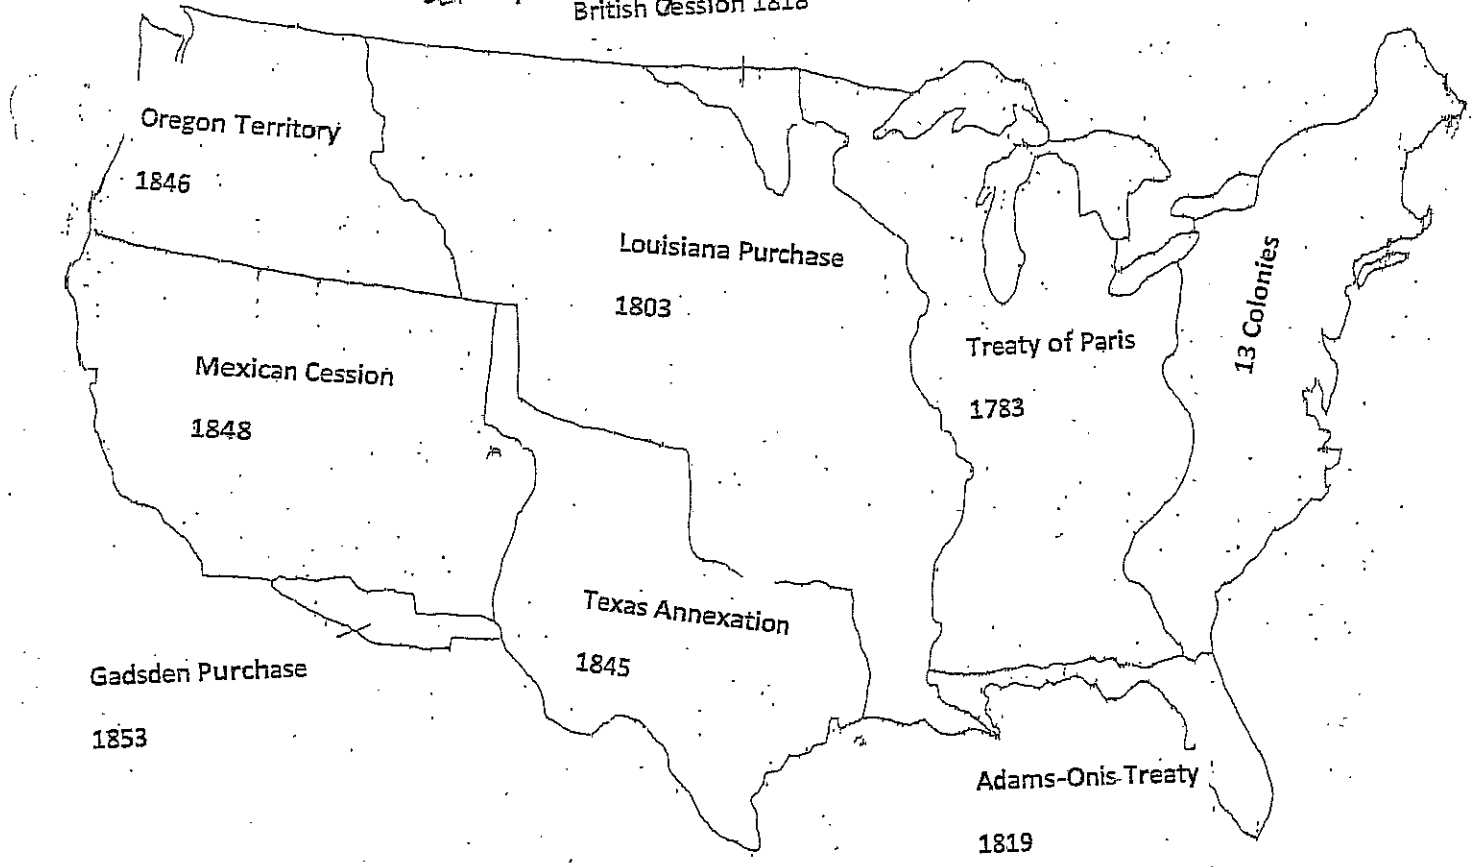 British Cession 1818
Oregon Territory
1846
Louisiana Purchase
1803
13 Colonies
Treaty of Paris
1783
Mexican Cession
1848
Texas Annexation
1845
Gadsden Purchase
1853
Adams-Onis Treaty
1819